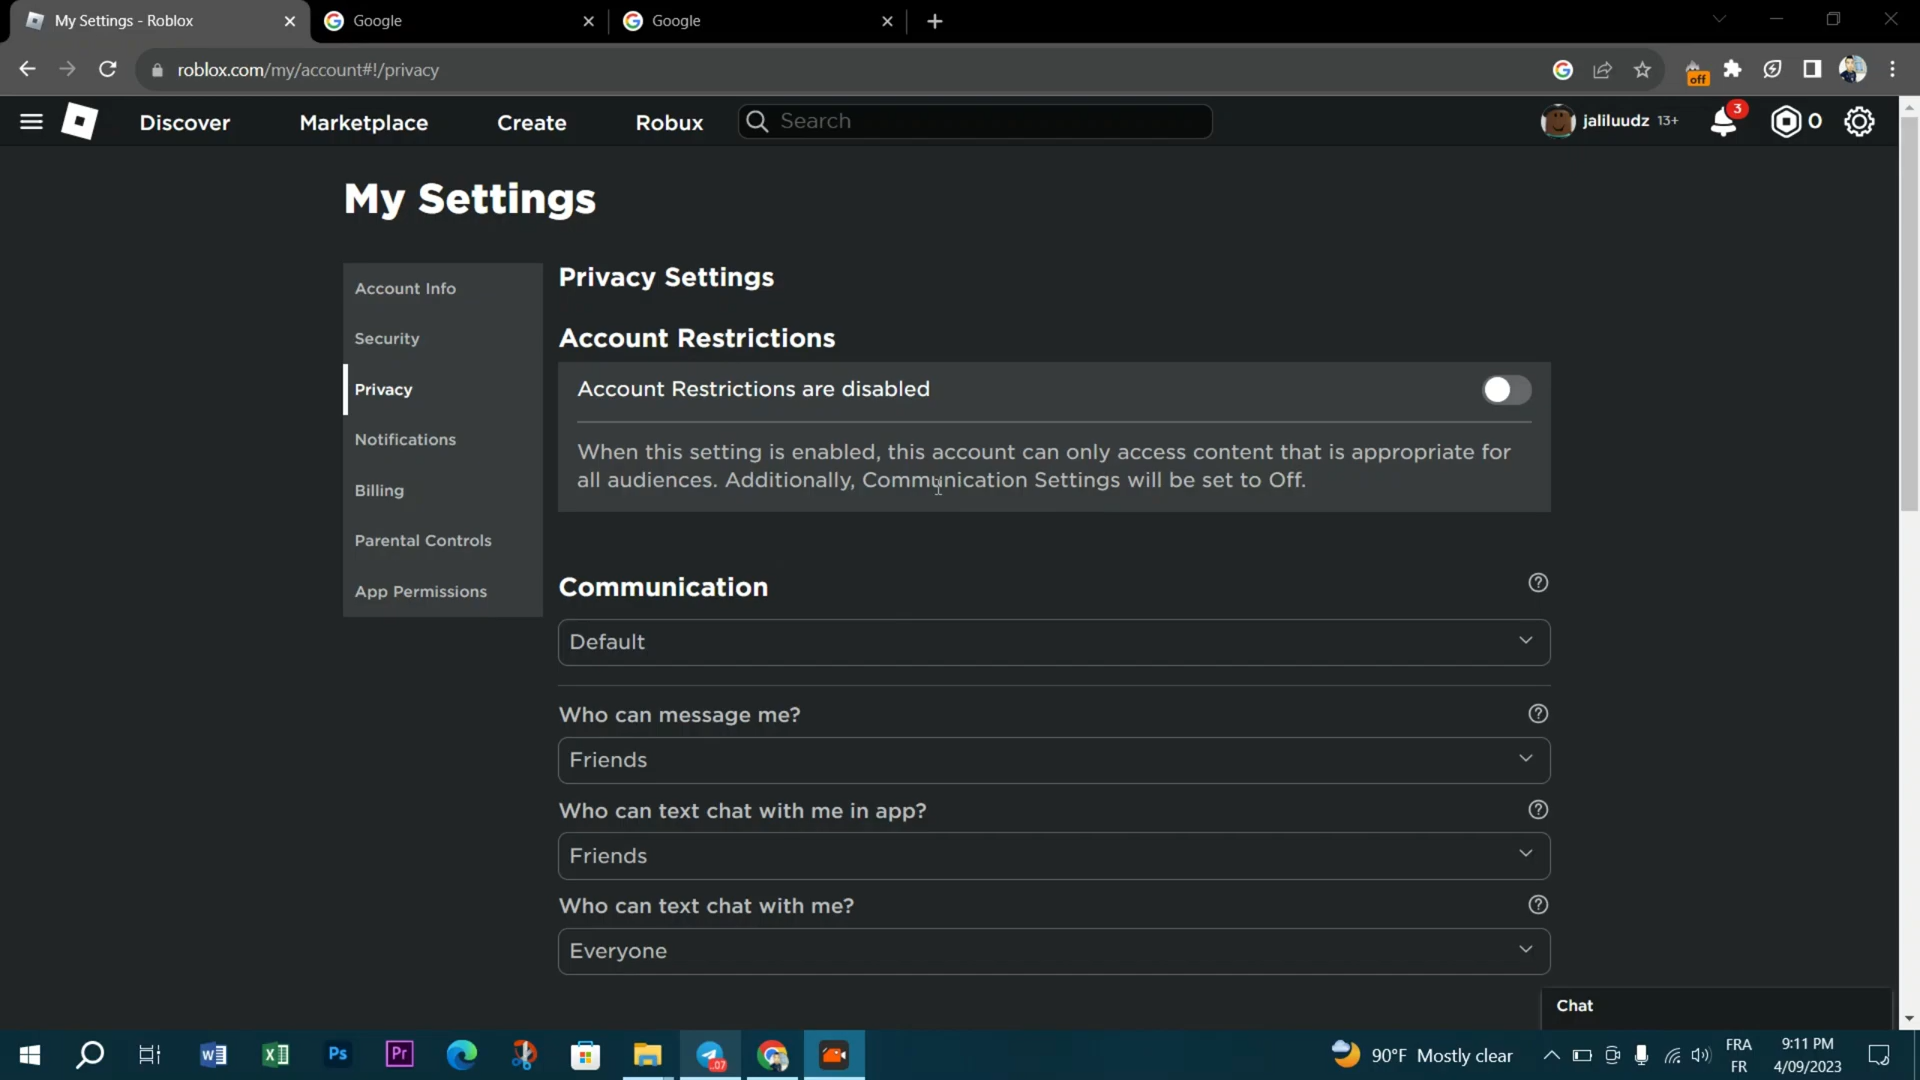 My Settings - Roblox
Google
Google
roblox.com/my/account#!/privacy
off
Discover
Marketplace
Create
Robux
Search
jaliluudz 13+
3
0
My Settings
Account Info
Security
Privacy
Notifications
Billing
Parental Controls
App Permissions
Privacy Settings
Account Restrictions
Account Restrictions are disabled
When this setting is enabled, this account can only access content that is appropriate for
all audiences. Additionally, Communication Settings will be set to Off.
Communication
Default
Who can message me?
Friends
Who can text chat with me in app?
Friends
Who can text chat with me?
Everyone
Chat
Ps
Pr
07
90°F Mostly clear
FRA
FR
9:11 PM
4/09/2023